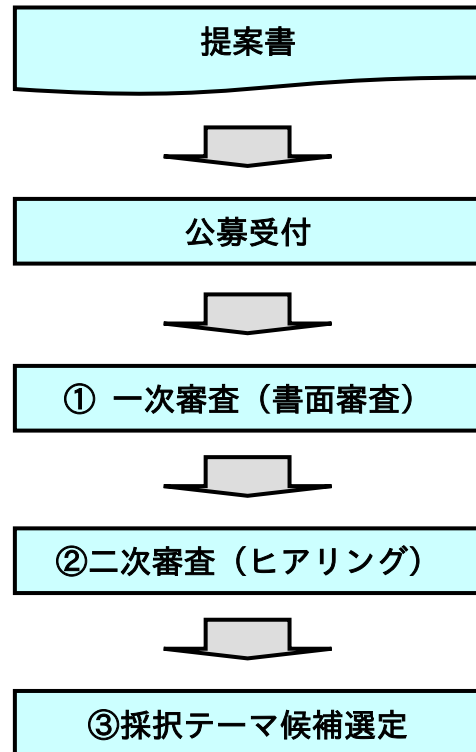 提案書
公募受付
① 一次審査（書面審査）
②二次審査（ヒアリング）
③採択テーマ候補選定